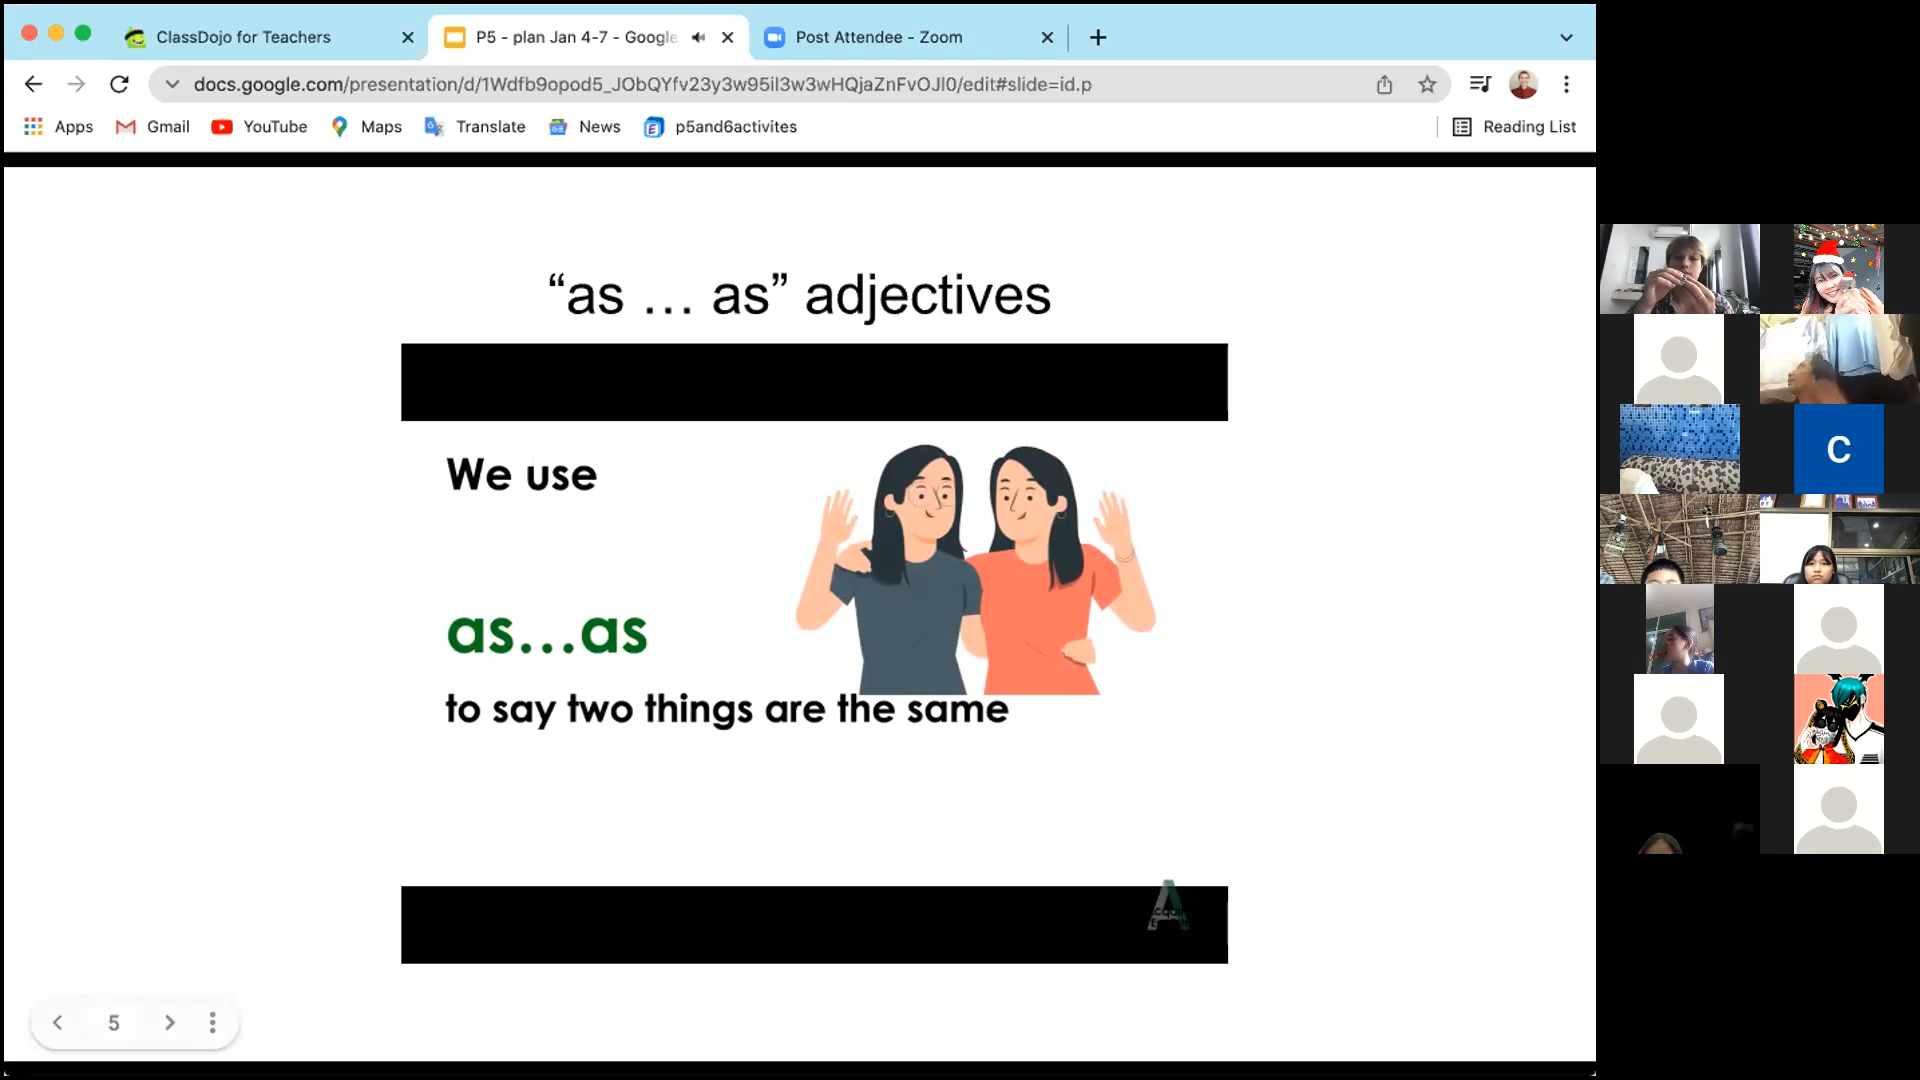 ClassDojo for Teachers
P5 - plan Jan 4-7 - Google
Post Attendee - Zoom
docs.google.com/presentation/d/1Wdfb9opod5_JObQYfv23y3w95il3w3wHQjaZnFvOJl0/edit#slide=id.p
Apps
Gmail
YouTube
Maps
Translate
News
p5and6activites
Reading List
“as ... as” adjectives
We use
as...as
to say two things are the same
A
C
5